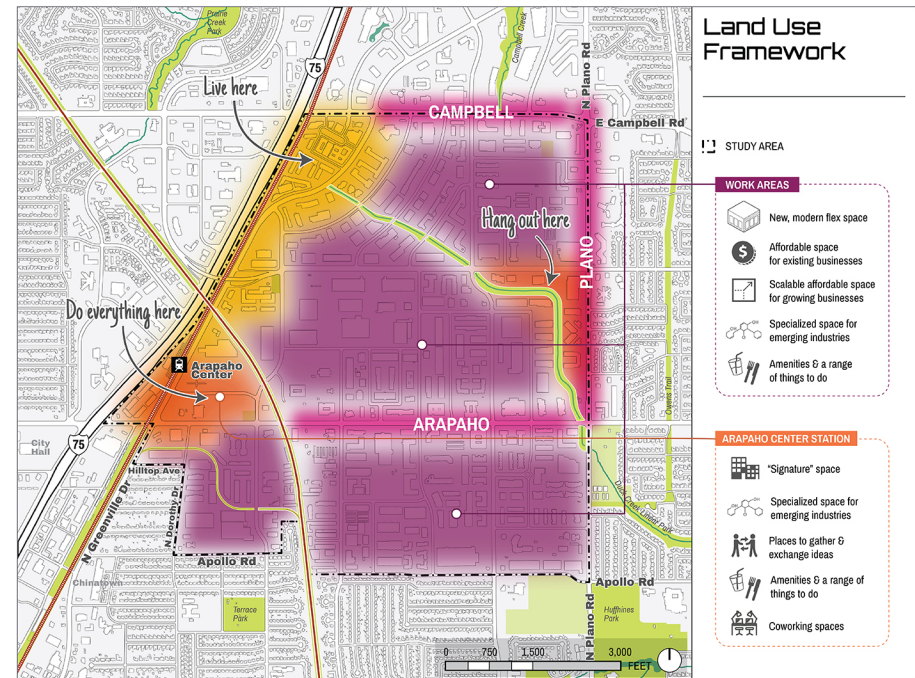 Land Use
Framework
STUDY AREA
WORK AREAS
New, modern flex space
Affordable space
for existing businesses
Scalable affordable space
for growing businesses
Specialized space for
emerging industries
Amenities & a range
of things to do
ARAPAHO CENTER STATION
"Signature" space
Specialized space for
emerging industries
Places to gather &
exchange ideas
Amenities & a range of
things to do
Coworking spaces
Prairie
Creek
Park
Campbell Creek
N Plano Rd
75
Live here
CAMPBELL
E Campbell Rd
Hang out here
PLANO
Do everything here
Arapaho
Center
Owens Trail
ARAPAHO
City
Hall
75
Hilltop Ave
N Greenville Dr
N Dorothy Dr
Duck Creek Linear Park
Apollo Rd
Chinatown
Apollo Rd
Terrace
Park
N Plano Rd
Huffhines
Park
0 750 1,500 3,000
FEET